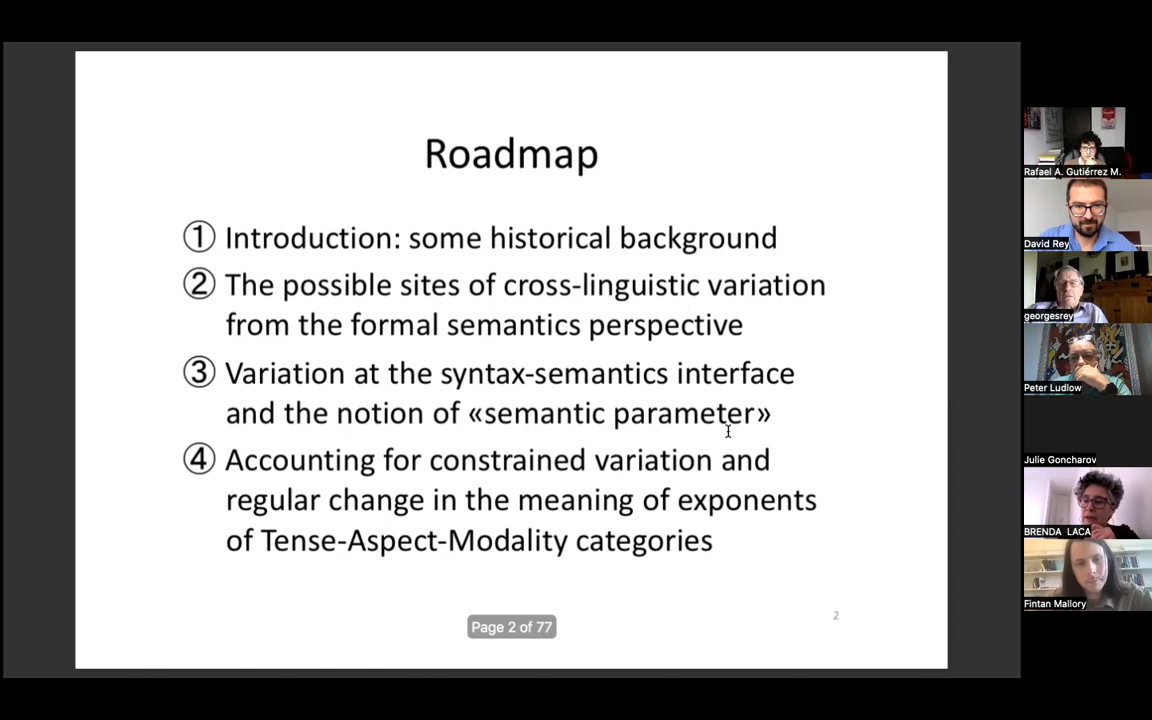 Roadmap
① Introduction: some historical background
② The possible sites of cross-linguistic variation
from the formal semantics perspective
③ Variation at the syntax-semantics interface
and the notion of «semantic parameter»
④ Accounting for constrained variation and
regular change in the meaning of exponents
of Tense-Aspect-Modality categories
2
Page 2 of 77
Rafael A. Gutiérrez M.
David Rey
georgesrey
Peter Ludlow
Julie Goncharov
BRENDA LACA
Fintan Mallory